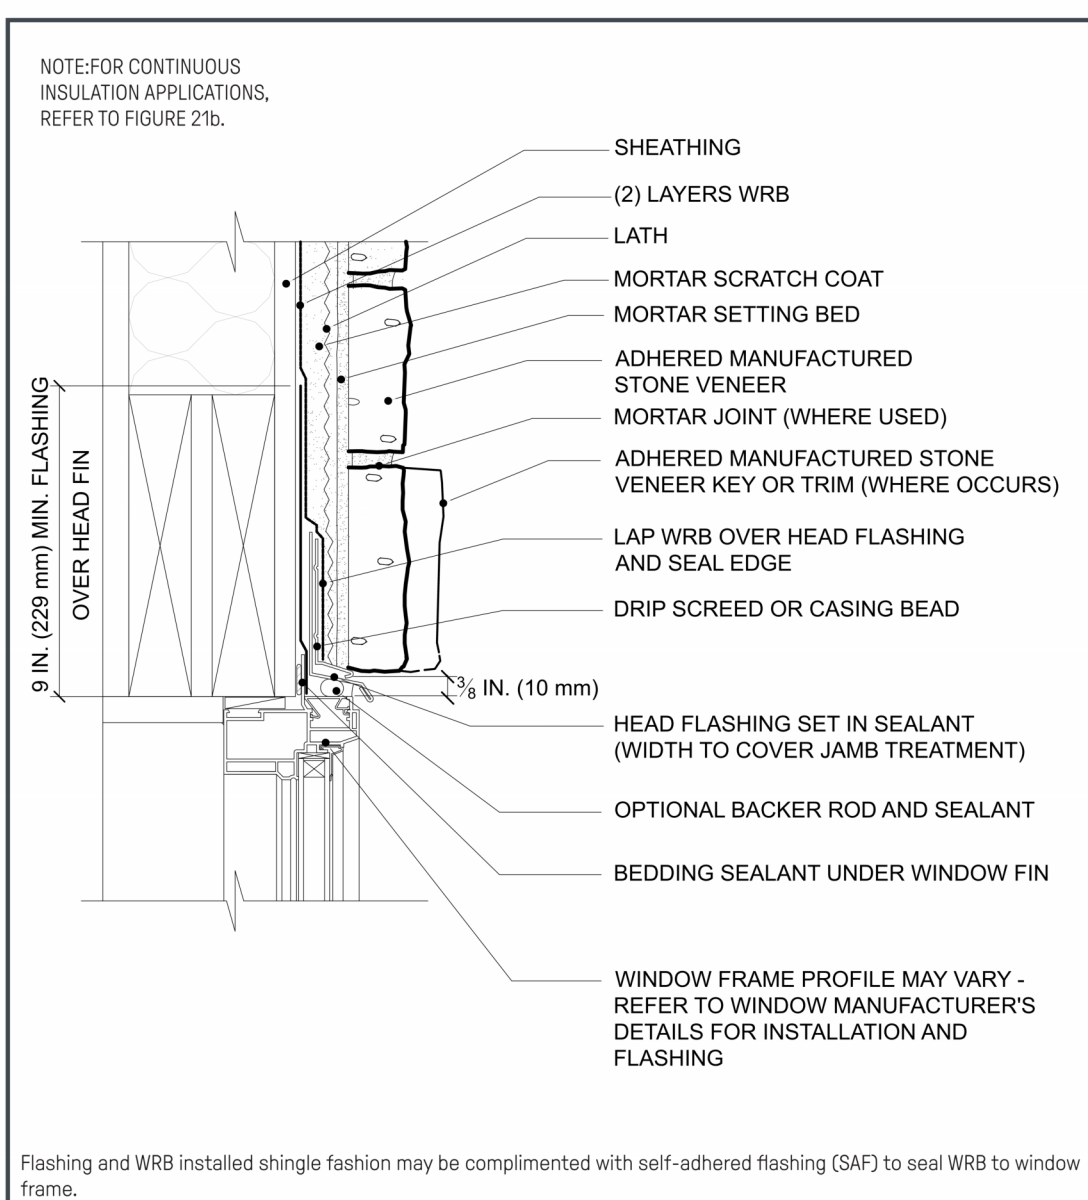 NOTE:FOR CONTINUOUS
INSULATION APPLICATIONS,
REFER TO FIGURE 21b.
SHEATHING
(2) LAYERS WRB
LATH
MORTAR SCRATCH COAT
MORTAR SETTING BED
ADHERED MANUFACTURED
STONE VENEER
MORTAR JOINT (WHERE USED)
ADHERED MANUFACTURED STONE
VENEER KEY OR TRIM (WHERE OCCURS)
LAP WRB OVER HEAD FLASHING
AND SEAL EDGE
DRIP SCREED OR CASING BEAD
3/8 IN. (10 mm)
HEAD FLASHING SET IN SEALANT
(WIDTH TO COVER JAMB TREATMENT)
OPTIONAL BACKER ROD AND SEALANT
BEDDING SEALANT UNDER WINDOW FIN
WINDOW FRAME PROFILE MAY VARY -
REFER TO WINDOW MANUFACTURER'S
DETAILS FOR INSTALLATION AND
FLASHING
9 IN. (229 mm) MIN. FLASHING
OVER HEAD FIN
Flashing and WRB installed shingle fashion may be complimented with self-adhered flashing (SAF) to seal WRB to window
frame.